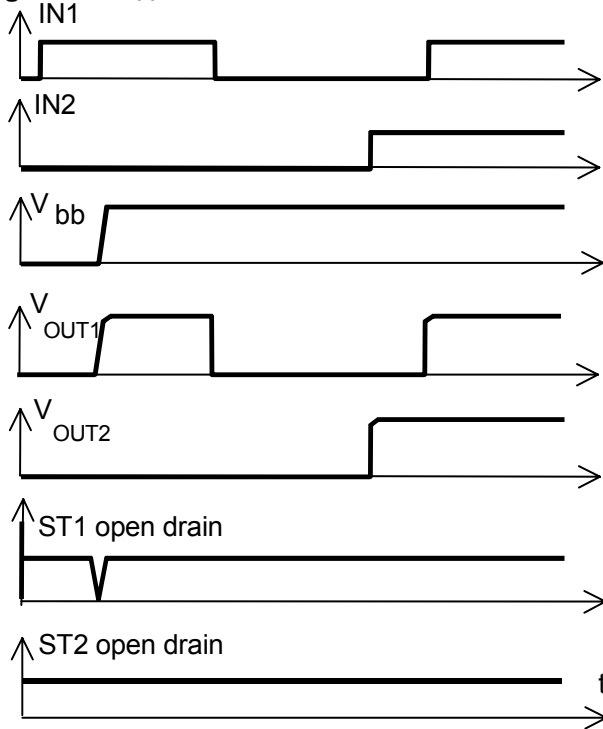 IN1
IN2
V bb
V OUT1
V OUT2
ST1 open drain
ST2 open drain
t